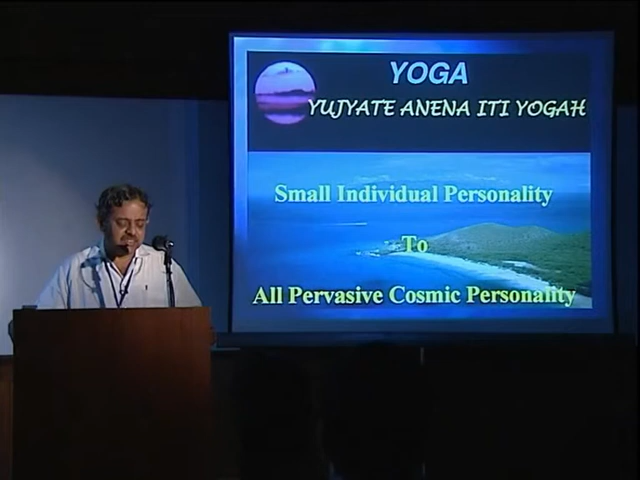 YOGA
YUJYATE ANENA ITI YOGAH
Small Individual Personality
To
All Pervasive Cosmic Personality